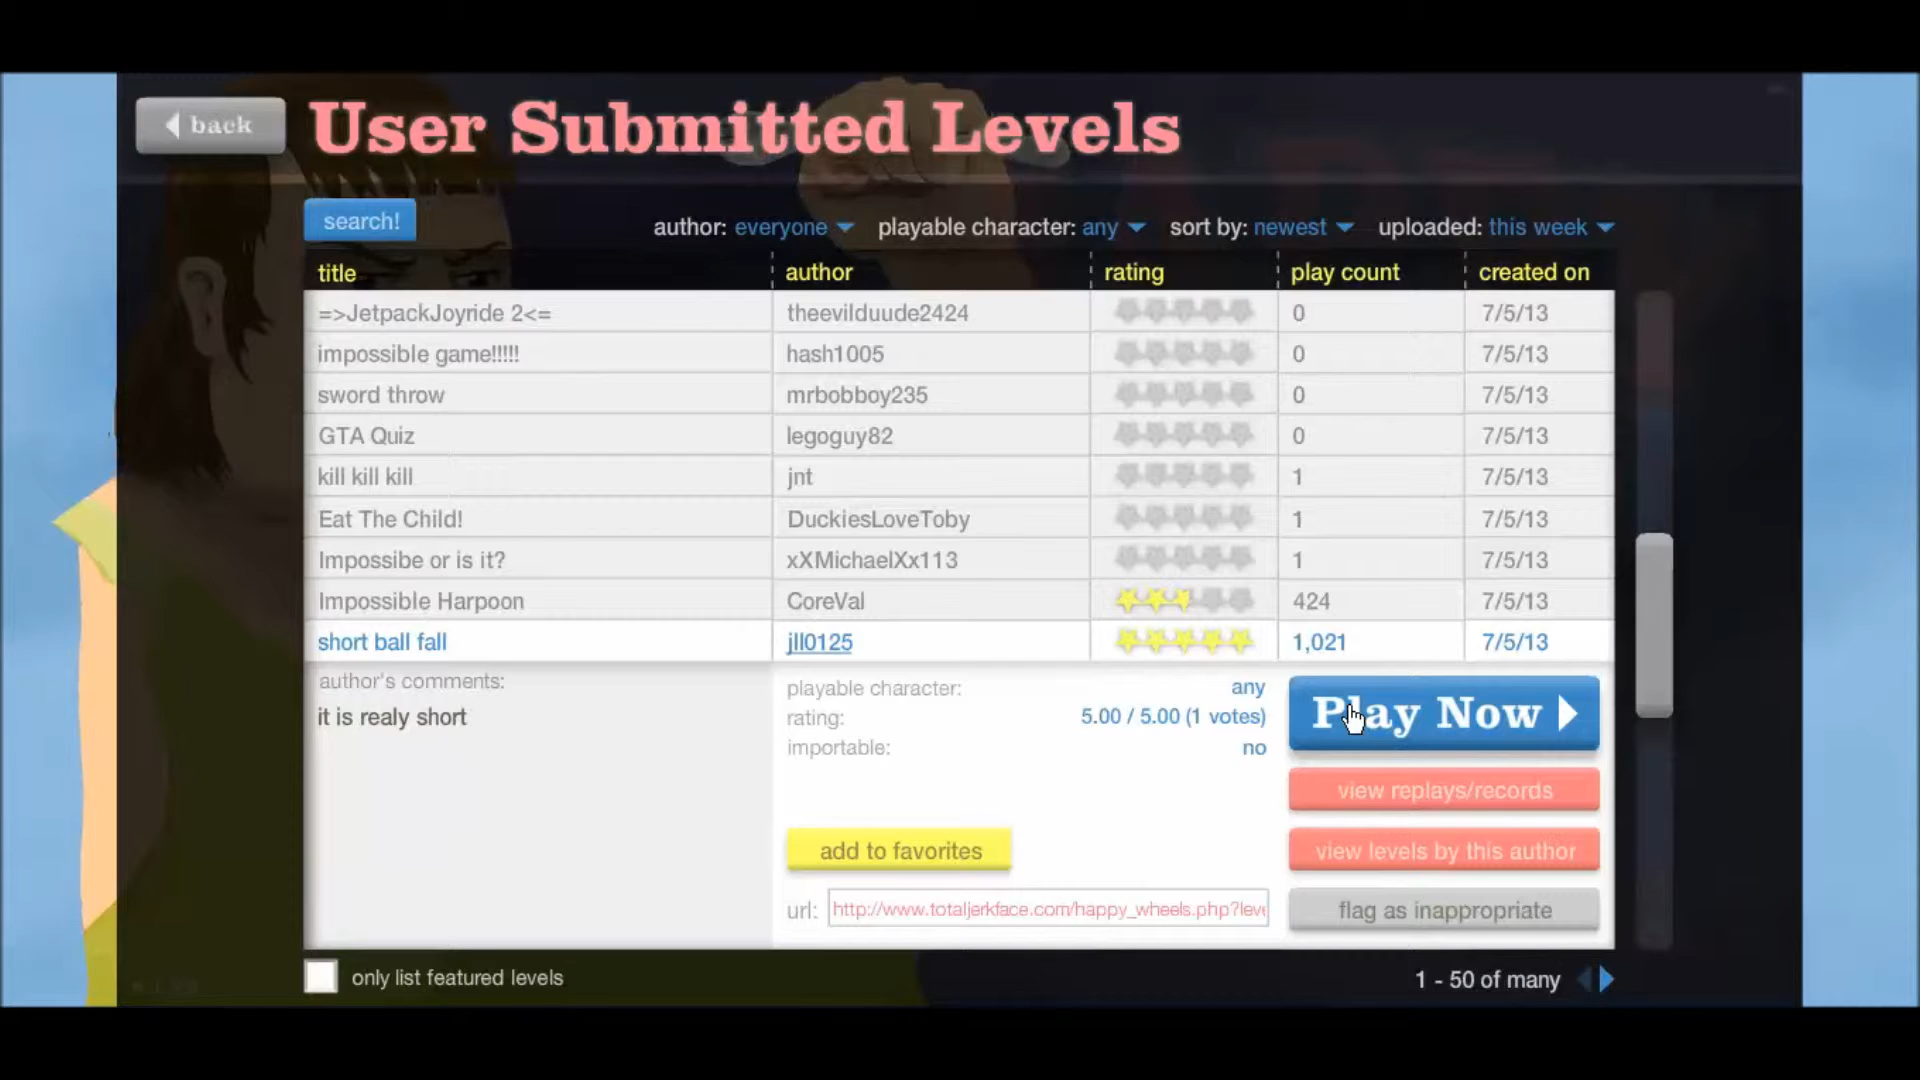 back
User Submitted Levels
search!
author: everyone playable character: any sort by: newest uploaded: this week
title author rating play count created on
=>JetpackJoyride 2<= theevilduude2424 0 7/5/13
impossible game!!!!! hash1005 0 7/5/13
sword throw mrbobboy235 0 7/5/13
GTA Quiz legoguy82 0 7/5/13
kill kill kill jnt 1 7/5/13
Eat The Child! DuckiesLoveToby 1 7/5/13
Impossibe or is it? xXMichaelXx113 1 7/5/13
Impossible Harpoon CoreVal 424 7/5/13
short ball fall jll0125 1,021 7/5/13
author's comments:
it is realy short
playable character: any
rating: 5.00 / 5.00 (1 votes)
importable: no
Play Now
view replays/records
add to favorites
view levels by this author
url: http://www.totaljerkface.com/happy_wheels.php?leve
flag as inappropriate
only list featured levels
1 - 50 of many